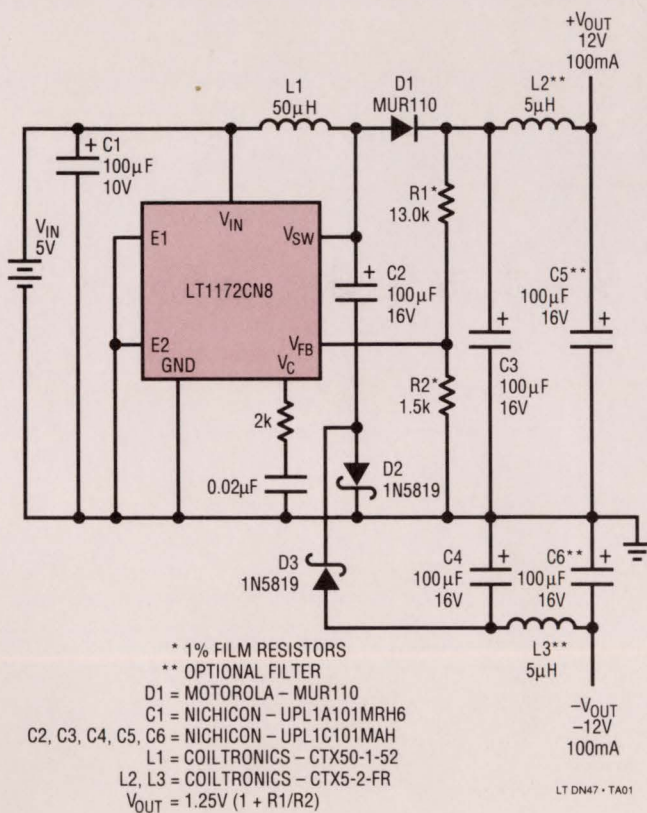 +VOUT
12V
100mA
L1
50µH
D1
MUR110
L2**
5µH
+ C1
100µF
10V
VIN
5V
VIN
E1
VSW
LT1172CN8
E2
VFB
GND
VC
R1*
13.0k
+
C2
100µF
16V
C5**
100µF
16V
+
+
C3
100µF
16V
R2*
1.5k
2k
0.02µF
D2
1N5819
D3
1N5819
C4
100µF
16V
+
C6**
100µF
16V
+
L3**
5µH
* 1% FILM RESISTORS
** OPTIONAL FILTER
D1 = MOTOROLA – MUR110
C1 = NICHICON – UPL1A101MRH6
C2, C3, C4, C5, C6 = NICHICON – UPL1C101MAH
L1 = COILTRONICS – CTX50-1-52
L2, L3 = COILTRONICS – CTX5-2-FR
VOUT = 1.25V (1 + R1/R2)
–VOUT
–12V
100mA
LT DN47 • TA01